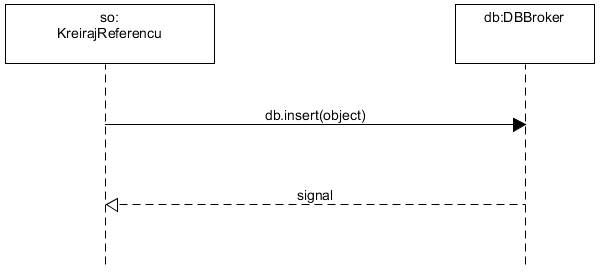 so:
KreirajReferencu
db:DBBroker
db.insert(object)
signal